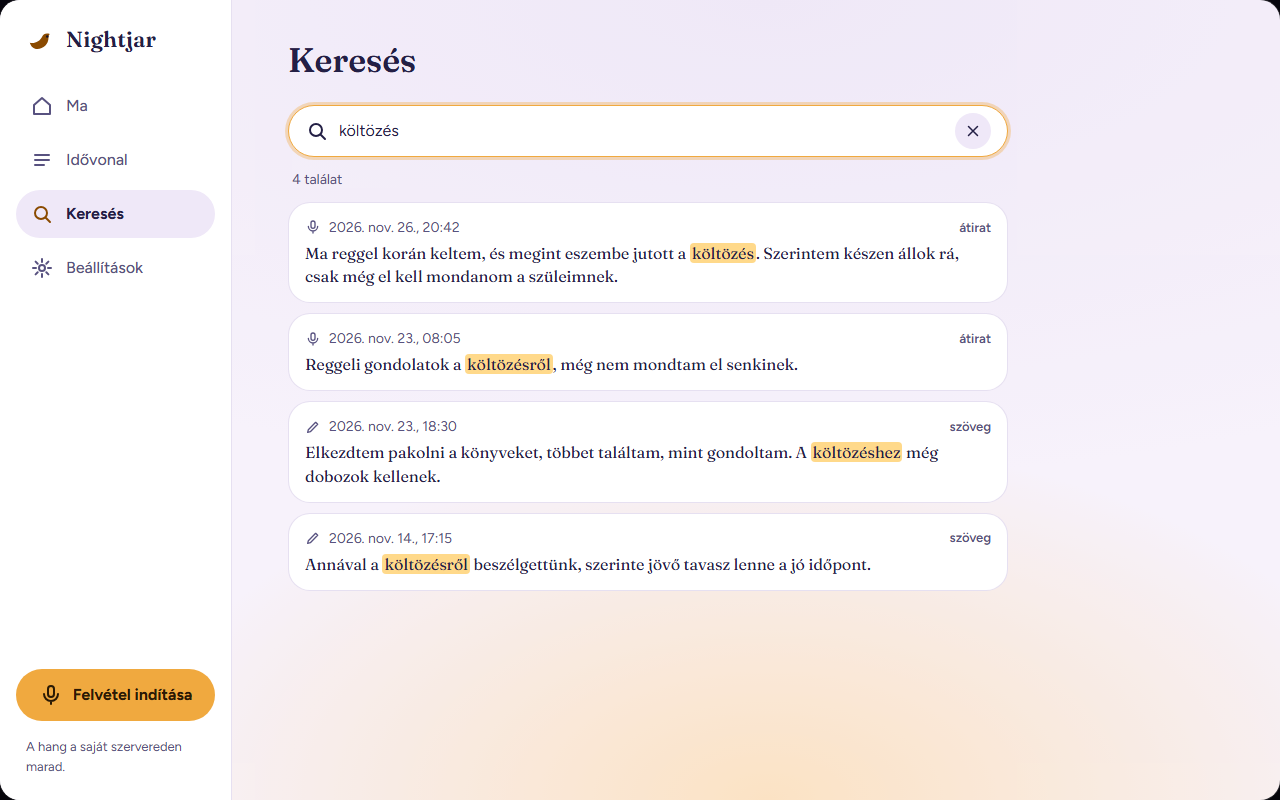 Nightjar
Ma
Idővonal
Keresés
Beállítások
Felvétel indítása
A hang a saját szervereden
marad.
Keresés
költözés
4 találat
2026. nov. 26., 20:42 átirat
Ma reggel korán keltem, és megint eszembe jutott a költözés. Szerintem készen állok rá,
csak még el kell mondanom a szüleimnek.
2026. nov. 23., 08:05 átirat
Reggeli gondolatok a költözésről, még nem mondtam el senkinek.
2026. nov. 23., 18:30 szöveg
Elkezdtem pakolni a könyveket, többet találtam, mint gondoltam. A költözéshez még
dobozok kellenek.
2026. nov. 14., 17:15 szöveg
Annával a költözésről beszélgettünk, szerinte jövő tavasz lenne a jó időpont.